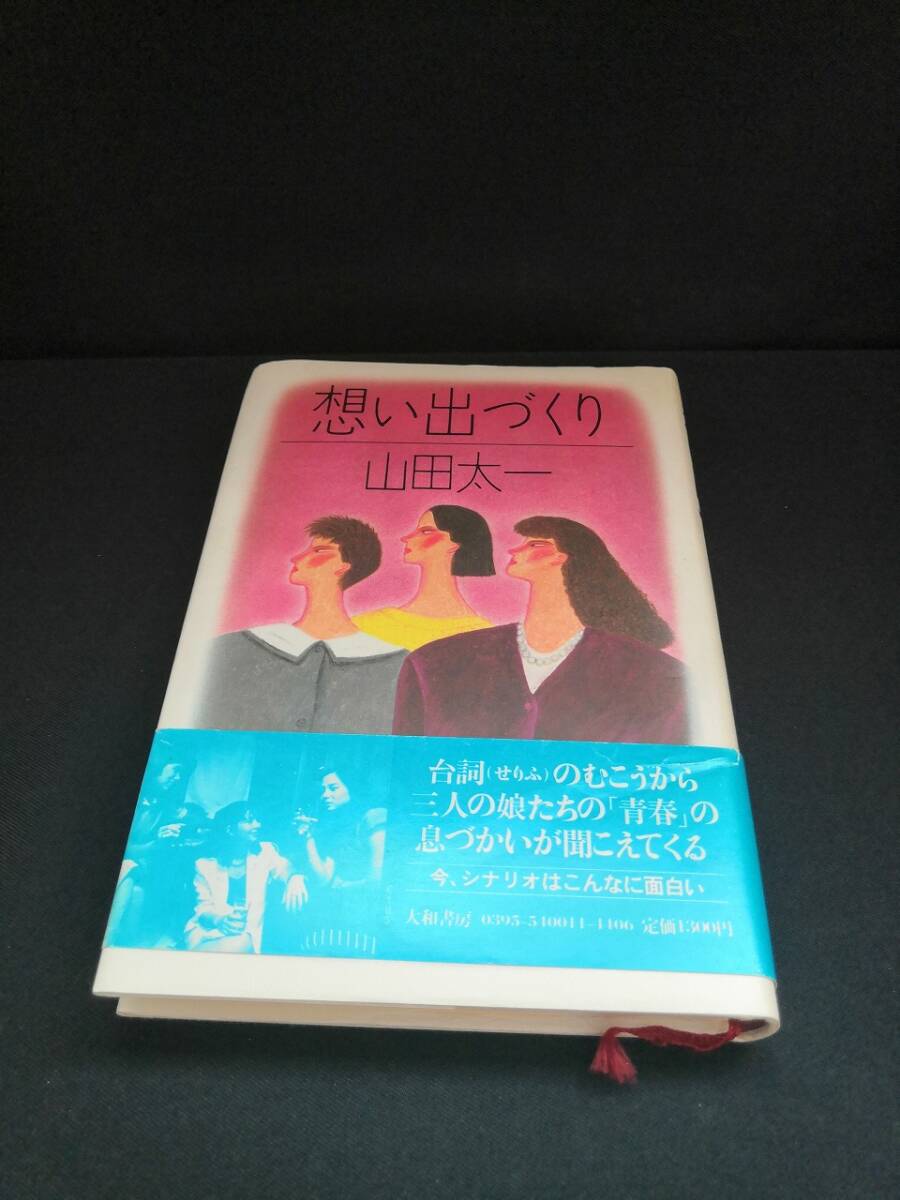 想い出づくり
山田太一
台詞(せりふ)のむこうから
三人の娘たちの「青春」の
息づかいが聞こえてくる
今、シナリオはこんなに面白い
大和書房 0395-540011-4406 定価1300円